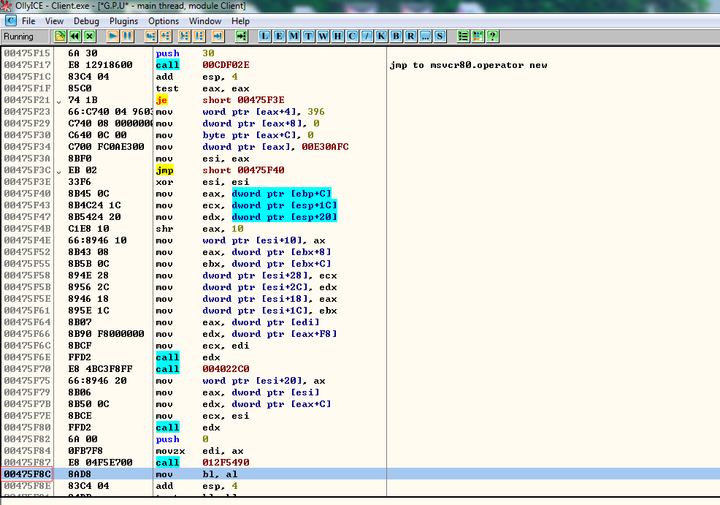 OllyICE - Client.exe - [*G.P.U* - main thread, module Client]
File View Debug Plugins Options Window Help
Running L E M T W H C / K B R ... S ?
00475F15 6A 30 push 30
00475F17 E8 12918600 call 00CDF02E jmp to msvcr80.operator new
00475F1C 83C4 04 add esp, 4
00475F1F 85C0 test eax, eax
00475F21 74 1B je short 00475F3E
00475F23 66:C740 04 9603 mov word ptr [eax+4], 396
00475F29 C740 08 0000000 mov dword ptr [eax+8], 0
00475F30 C640 0C 00 mov byte ptr [eax+C], 0
00475F34 C700 FC0AE300 mov dword ptr [eax], 00E30AFC
00475F3A 8BF0 mov esi, eax
00475F3C EB 02 jmp short 00475F40
00475F3E 33F6 xor esi, esi
00475F40 8B45 0C mov eax, dword ptr [ebp+C]
00475F43 8B4C24 1C mov ecx, dword ptr [esp+1C]
00475F47 8B5424 20 mov edx, dword ptr [esp+20]
00475F4B C1E8 10 shr eax, 10
00475F4E 66:8946 10 mov word ptr [esi+10], ax
00475F52 8B43 08 mov eax, dword ptr [ebx+8]
00475F55 8B5B 0C mov ebx, dword ptr [ebx+C]
00475F58 894E 28 mov dword ptr [esi+28], ecx
00475F5B 8956 2C mov dword ptr [esi+2C], edx
00475F5E 8946 18 mov dword ptr [esi+18], eax
00475F61 895E 1C mov dword ptr [esi+1C], ebx
00475F64 8B07 mov eax, dword ptr [edi]
00475F66 8B90 F8000000 mov edx, dword ptr [eax+F8]
00475F6C 8BCF mov ecx, edi
00475F6E FFD2 call edx
00475F70 E8 4BC3F8FF call 004022C0
00475F75 66:8946 20 mov word ptr [esi+20], ax
00475F79 8B06 mov eax, dword ptr [esi]
00475F7B 8B50 0C mov edx, dword ptr [eax+C]
00475F7E 8BCE mov ecx, esi
00475F80 FFD2 call edx
00475F82 6A 00 push 0
00475F84 0FB7F8 movzx edi, ax
00475F87 E8 04F5E700 call 012F5490
00475F8C 8AD8 mov bl, al
00475F8E 83C4 04 add esp, 4